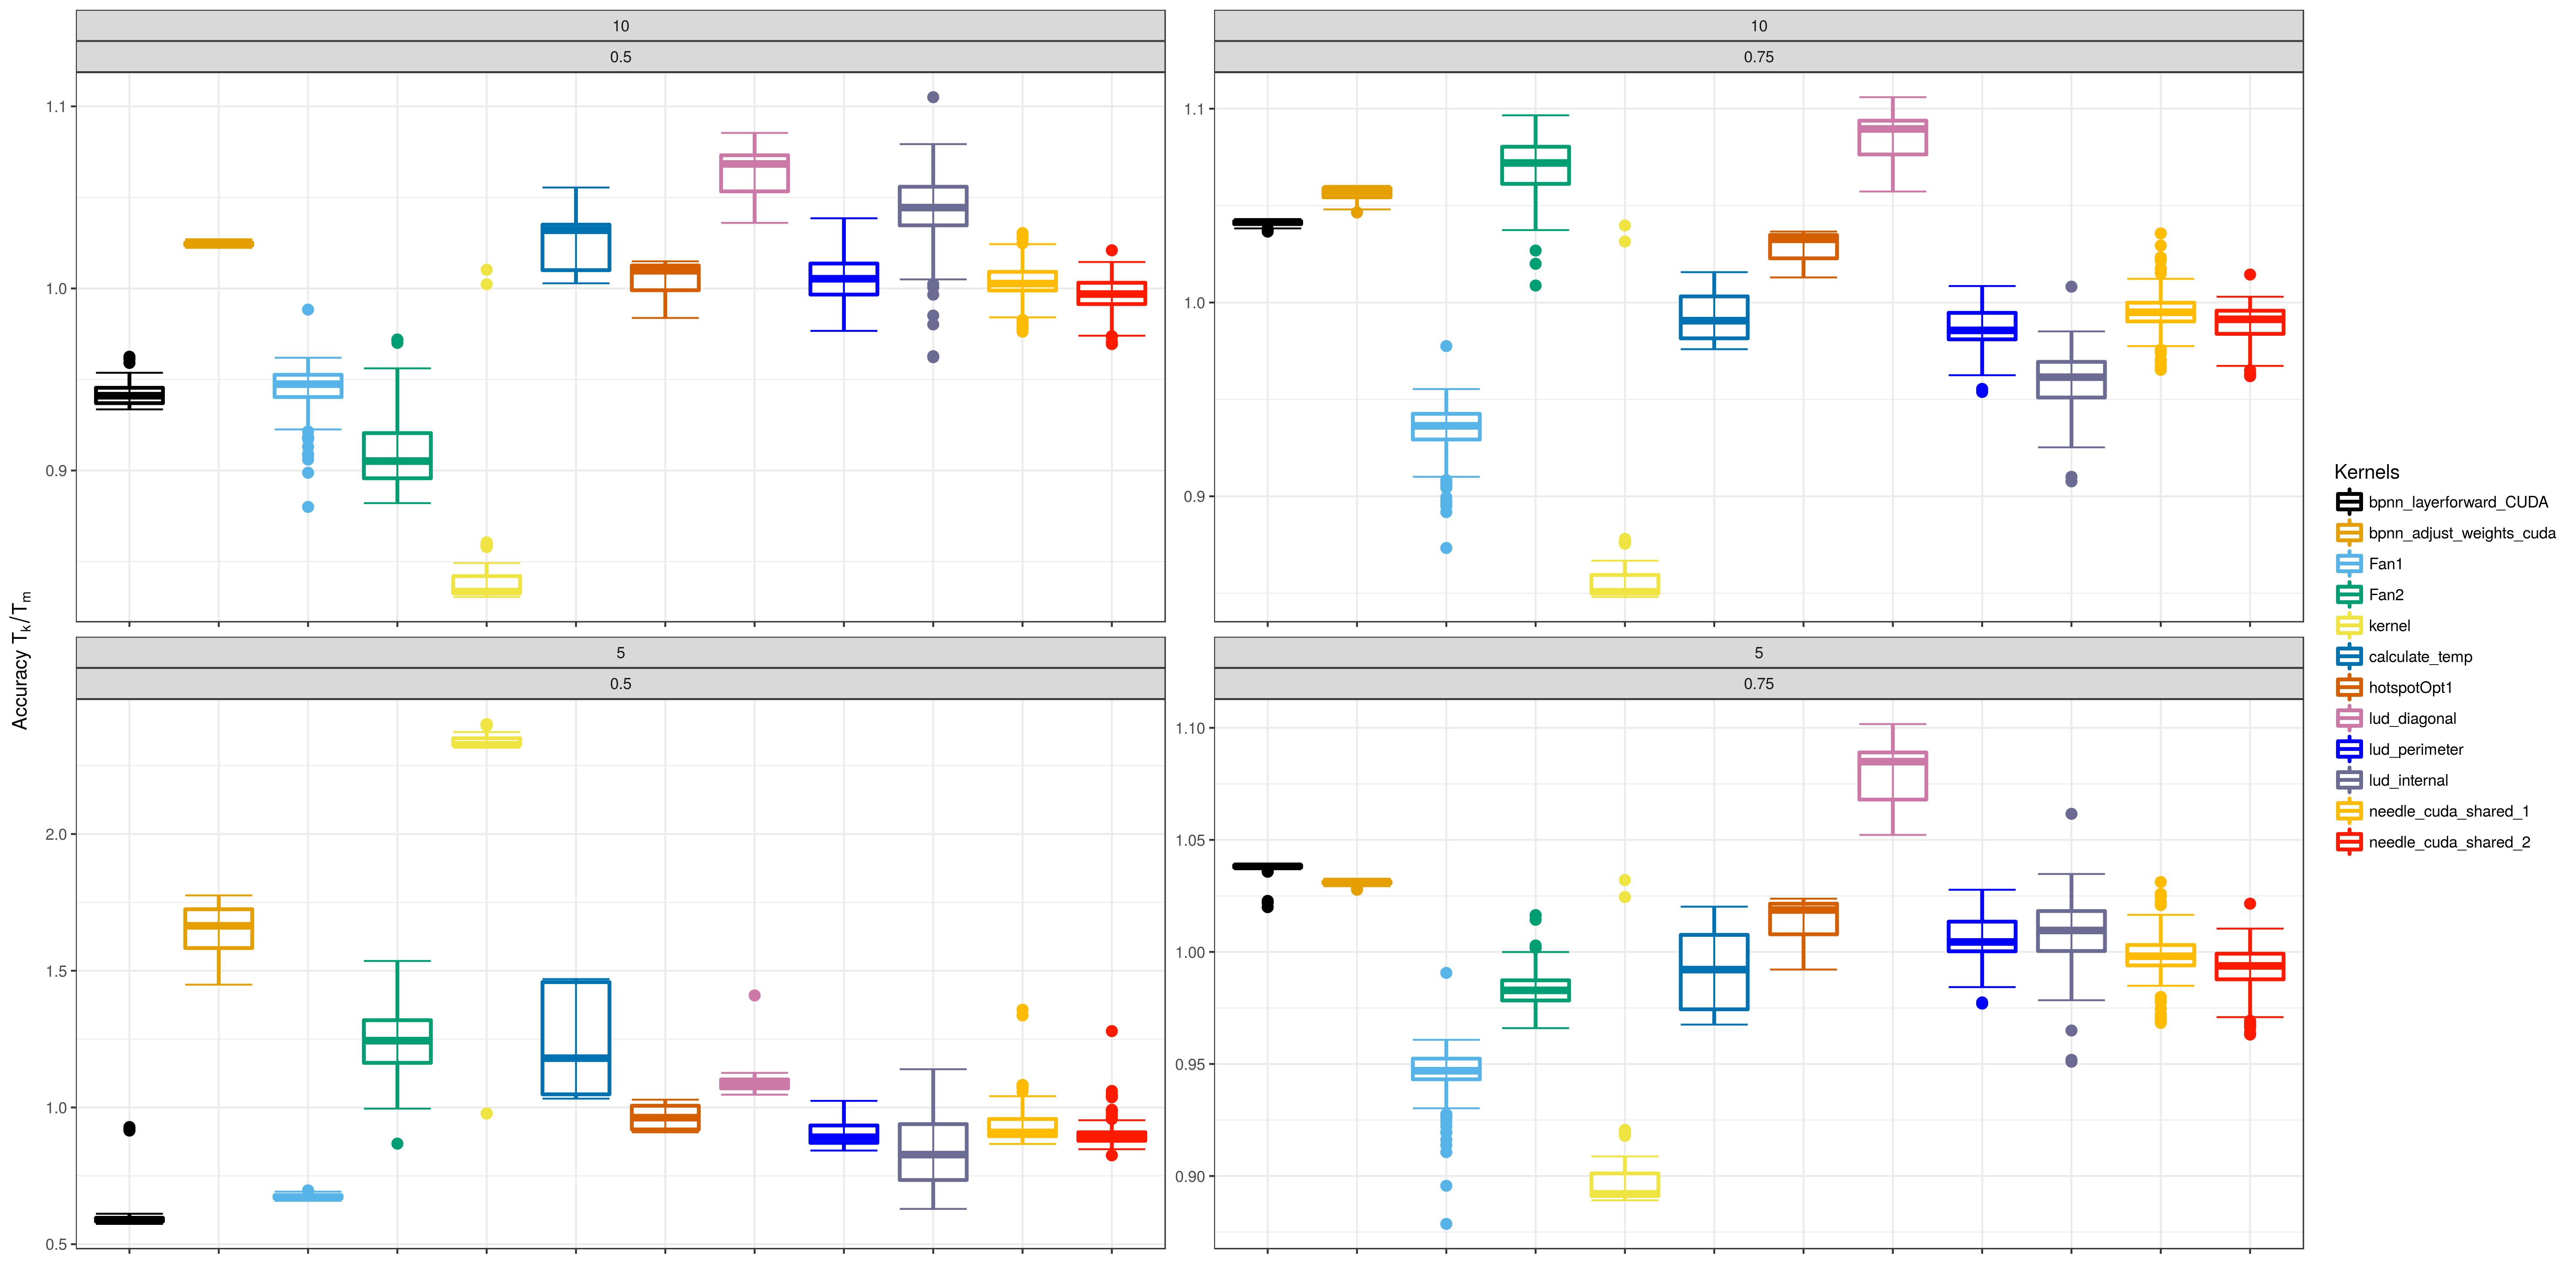 10
0.5
1.1
1.0
0.9
10
0.75
1.1
1.0
0.9
5
0.5
2.0
1.5
1.0
0.5
5
0.75
1.10
1.05
1.00
0.95
0.90
Accuracy Tk/Tm
Kernels
bpnn_layerforward_CUDA
bpnn_adjust_weights_cuda
Fan1
Fan2
kernel
calculate_temp
hotspotOpt1
lud_diagonal
lud_perimeter
lud_internal
needle_cuda_shared_1
needle_cuda_shared_2